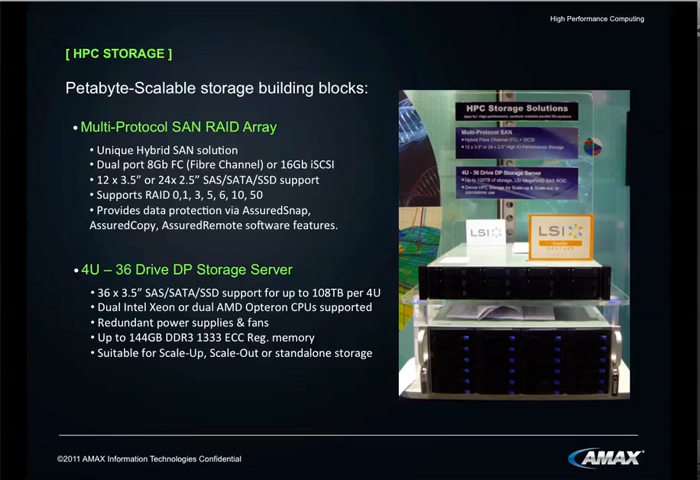 High Performance Computing
[ HPC STORAGE ]
Petabyte-Scalable storage building blocks:
• Multi-Protocol SAN RAID Array
• Unique Hybrid SAN solution
• Dual port 8Gb FC (Fibre Channel) or 16Gb iSCSI
• 12 x 3.5” or 24x 2.5” SAS/SATA/SSD support
• Supports RAID 0,1, 3, 5, 6, 10, 50
• Provides data protection via AssuredSnap,
AssuredCopy, AssuredRemote software features.
• 4U – 36 Drive DP Storage Server
• 36 x 3.5” SAS/SATA/SSD support for up to 108TB per 4U
• Dual Intel Xeon or dual AMD Opteron CPUs supported
• Redundant power supplies & fans
• Up to 144GB DDR3 1333 ECC Reg. memory
• Suitable for Scale-Up, Scale-Out or standalone storage
HPC Storage Solutions
Multi-Protocol SAN
4U - 36 Drive DP Storage Server
LSI
LSI
©2011 AMAX Information Technologies Confidential
AMAX